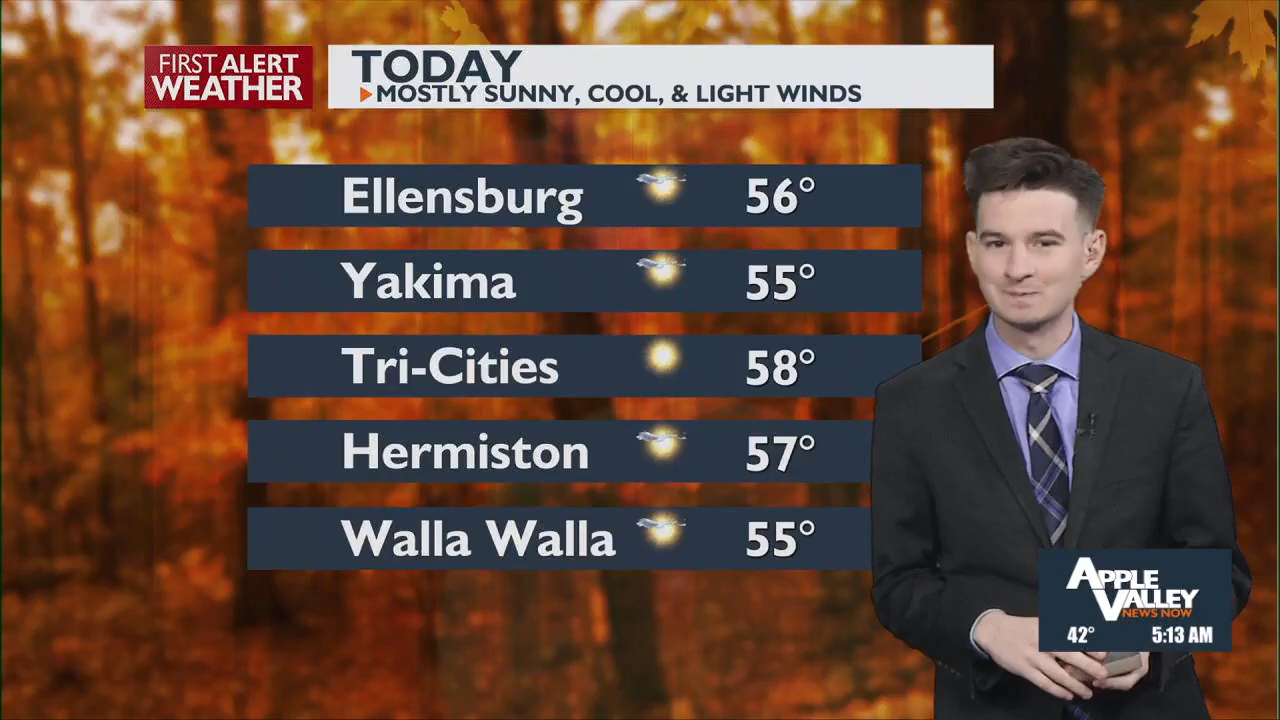 FIRST ALERT
WEATHER
TODAY
MOSTLY SUNNY, COOL, & LIGHT WINDS
Ellensburg 56°
Yakima 55°
Tri-Cities 58°
Hermiston 57°
Walla Walla 55°
APPLE
VALLEY
NEWS NOW
42° 5:13 AM